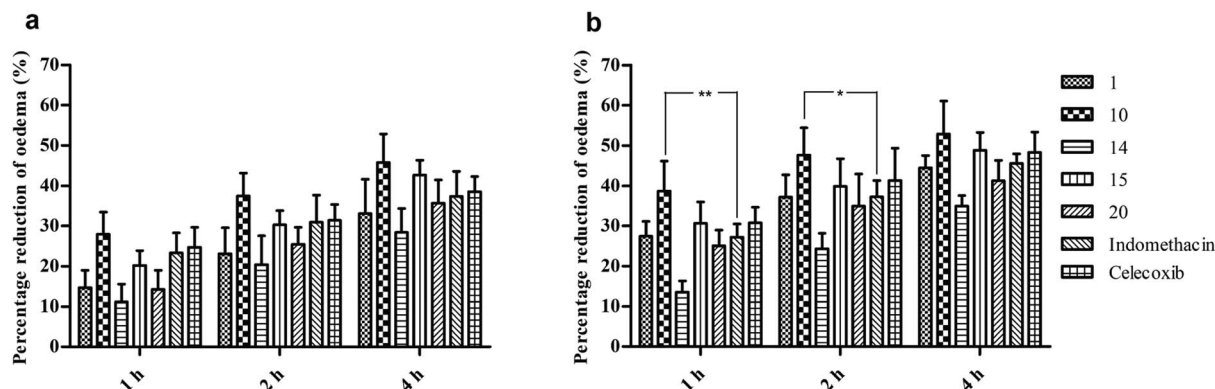 a
Percentage reduction of oedema (%)
70
60
50
40
30
20
10
0
1 h
2 h
4 h
b
Percentage reduction of oedema (%)
70
60
50
40
30
20
10
0
**
*
1 h
2 h
4 h
1
10
14
15
20
Indomethacin
Celecoxib